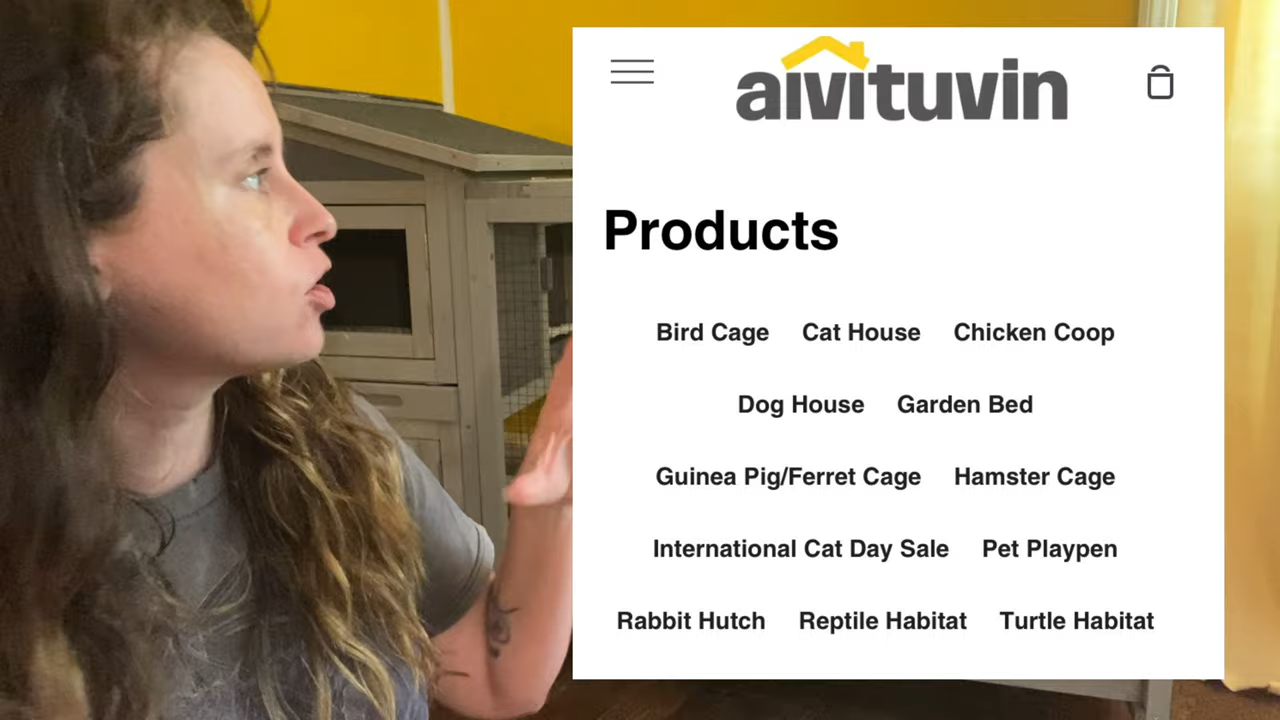 aivituvin
Products
Bird Cage Cat House Chicken Coop
Dog House Garden Bed
Guinea Pig/Ferret Cage Hamster Cage
International Cat Day Sale Pet Playpen
Rabbit Hutch Reptile Habitat Turtle Habitat